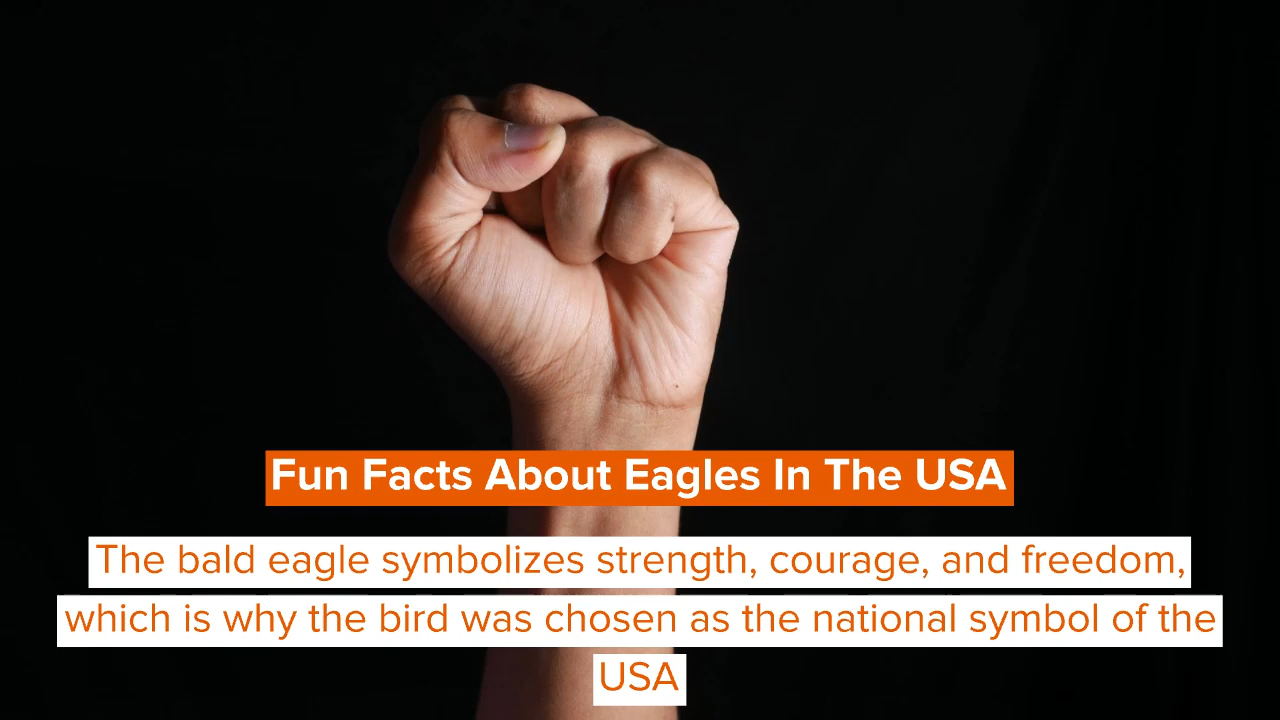 Fun Facts About Eagles In The USA
The bald eagle symbolizes strength, courage, and freedom,
which is why the bird was chosen as the national symbol of the
USA